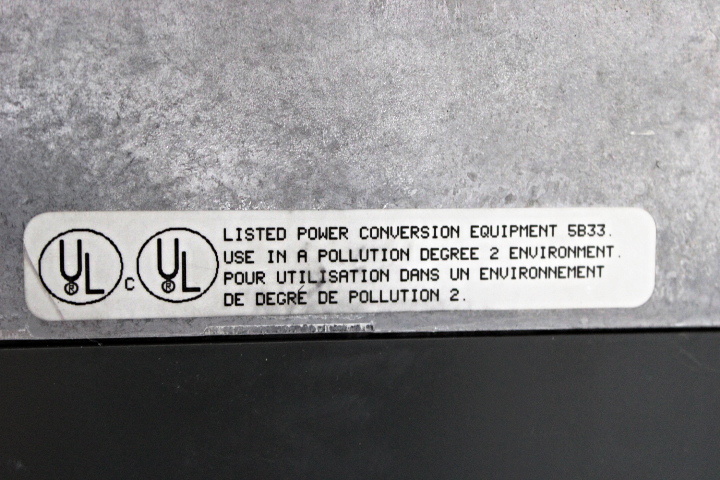 LISTED POWER CONVERSION EQUIPMENT 5B33.
USE IN A POLLUTION DEGREE 2 ENVIRONMENT.
POUR UTILISATION DANS UN ENVIRONNEMENT
DE DEGRÉ DE POLLUTION 2.
UL® C UL®